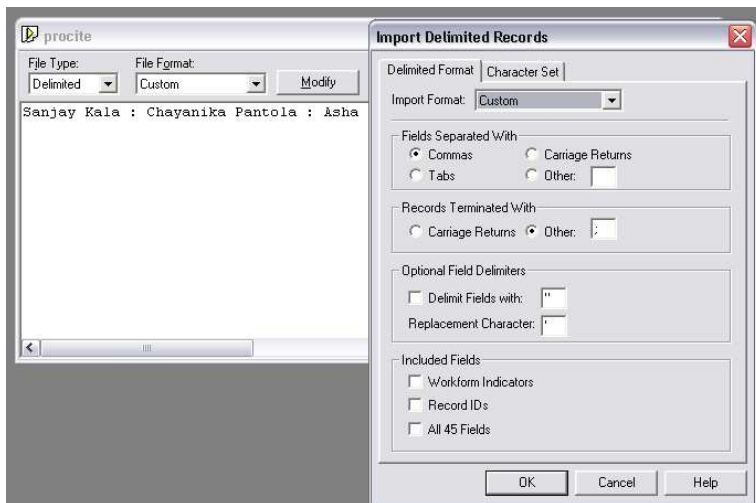 procite
File Type: File Format:
Delimited Custom Modify
Sanjay Kala : Chayanika Pantola : Asha
Import Delimited Records
Delimited Format Character Set
Import Format: Custom
Fields Separated With
Commas Carriage Returns
Tabs Other:
Records Terminated With
Carriage Returns Other: ;
Optional Field Delimiters
Delimit Fields with: "
Replacement Character: '
Included Fields
Workform Indicators
Record IDs
All 45 Fields
OK Cancel Help